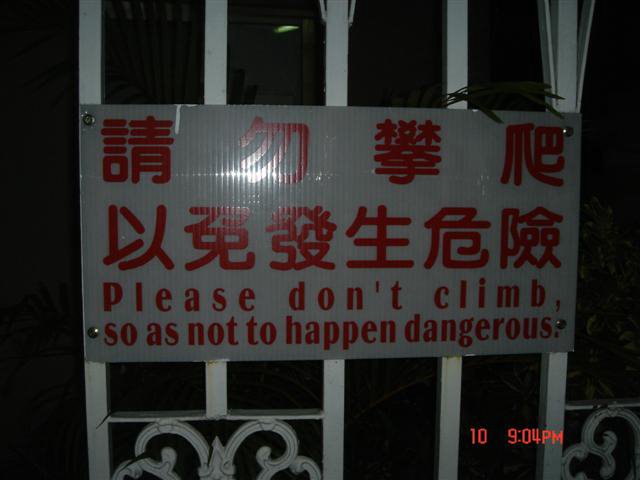 請勿攀爬
以免發生危險
Please don't climb,
so as not to happen dangerous.
10 9:04PM